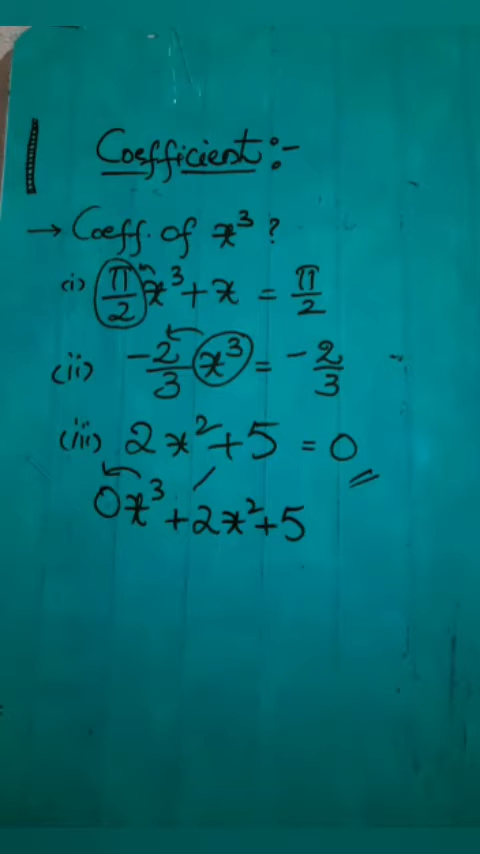 Coefficient:-
→ Coeff. of x³ ?
(i) π/2 x³ + x = π/2
(ii) -2/3 x³ = -2/3
(iii) 2x² + 5 = 0
0x³ + 2x² + 5